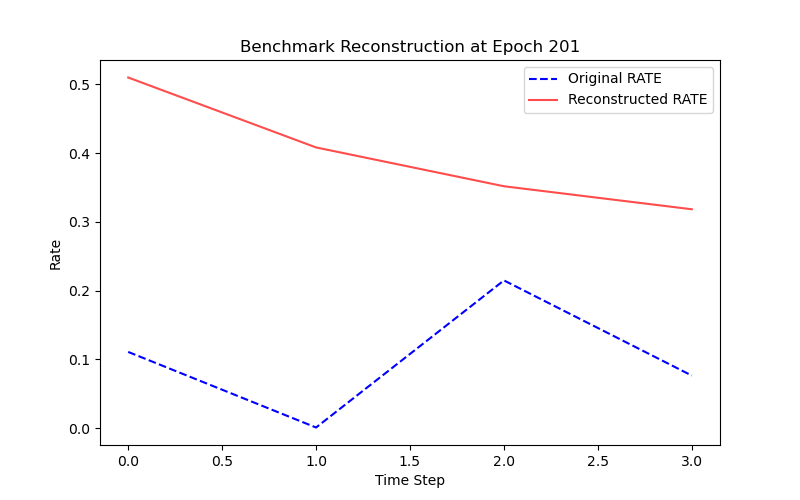 Benchmark Reconstruction at Epoch 201
Original RATE
Reconstructed RATE
0.5
0.4
0.3
0.2
0.1
0.0
Rate
0.0 0.5 1.0 1.5 2.0 2.5 3.0
Time Step